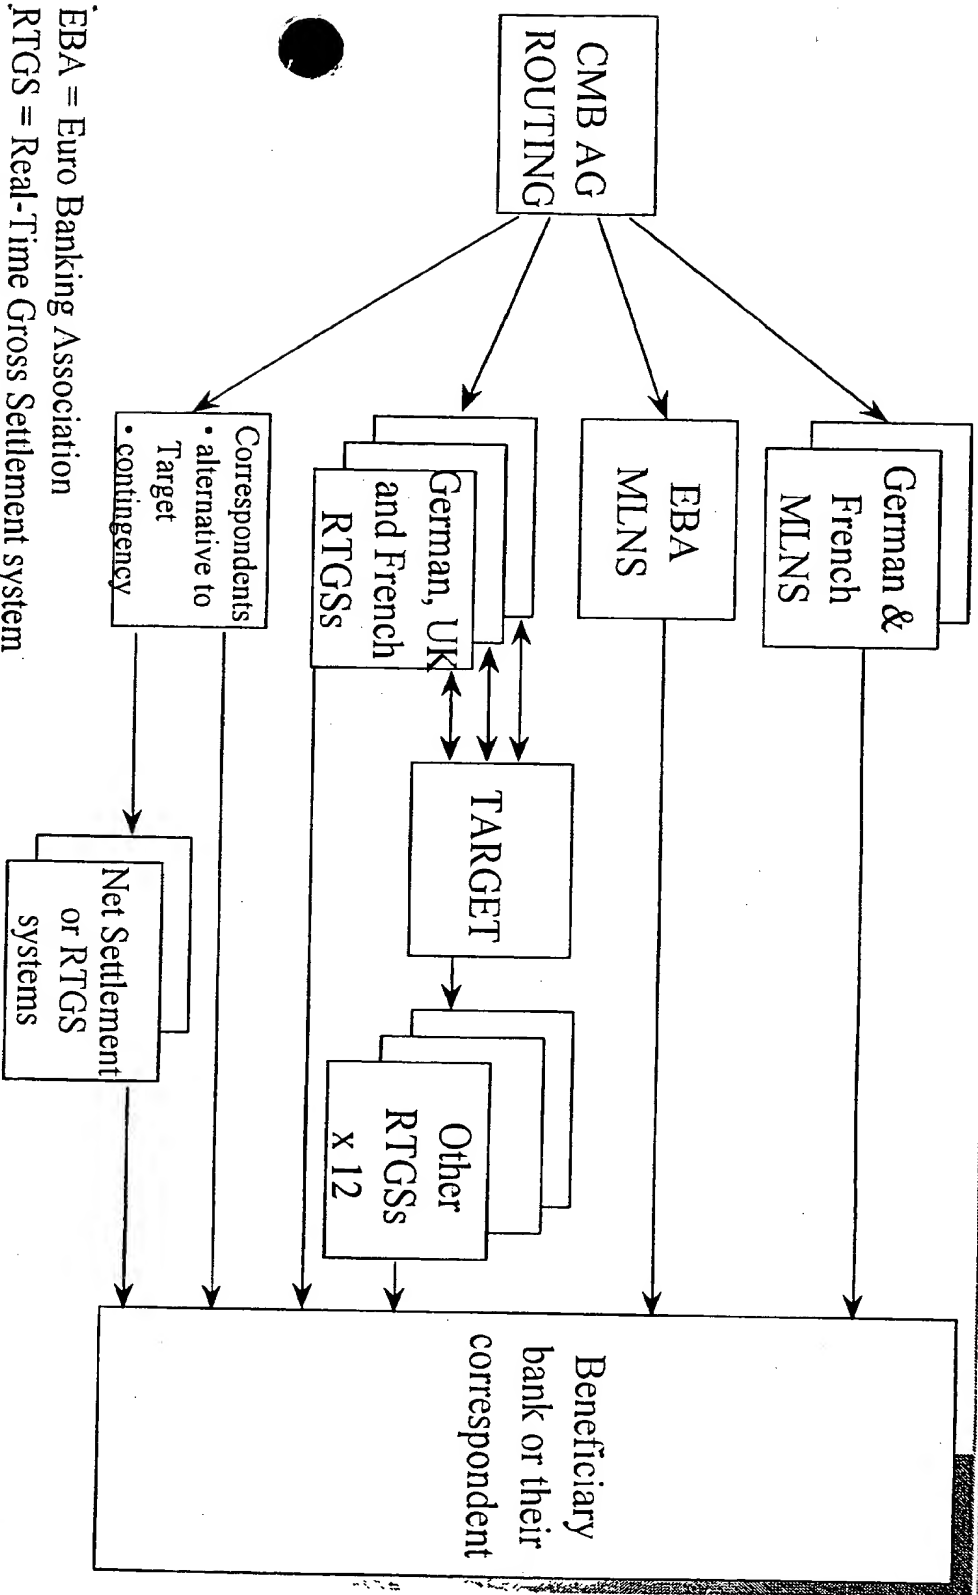 CMB AG
ROUTING
German &
French
MLNS
EBA
MLNS
German, UK
and French
RTGSs
Correspondents
• alternative to
Target
• contingency
TARGET
Other
RTGSs
x 12
Net Settlement
or RTGS
systems
Beneficiary
bank or their
correspondent
EBA = Euro Banking Association
RTGS = Real-Time Gross Settlement system